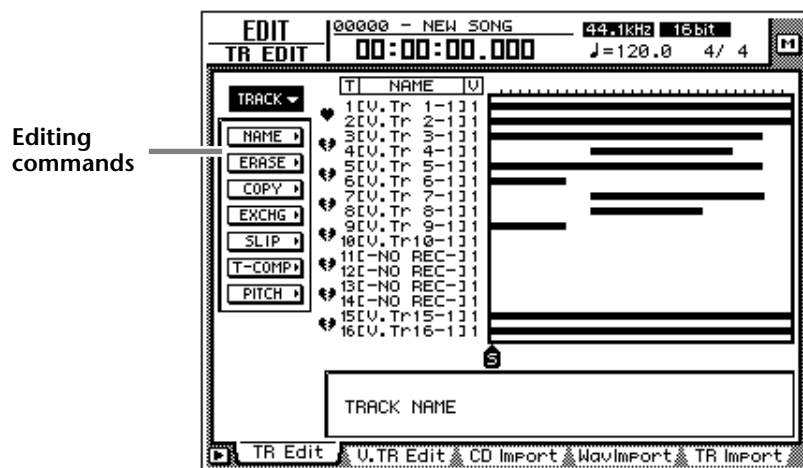 EDIT
TR EDIT
00000 - NEW SONG
00:00:00.000
44.1kHz 16bit
♩=120.0 4/ 4
M
TRACK
T NAME V
Editing
commands
NAME
ERASE
COPY
EXCHG
SLIP
T-COMP
PITCH
1[V.Tr 1-1]1
2[V.Tr 2-1]1
3[V.Tr 3-1]1
4[V.Tr 4-1]1
5[V.Tr 5-1]1
6[V.Tr 6-1]1
7[V.Tr 7-1]1
8[V.Tr 8-1]1
9[V.Tr 9-1]1
10[V.Tr10-1]1
11[-NO REC-]1
12[-NO REC-]1
13[-NO REC-]1
14[-NO REC-]1
15[V.Tr15-1]1
16[V.Tr16-1]1
S
TRACK NAME
TR Edit V.TR Edit CD Import WavImport TR Import